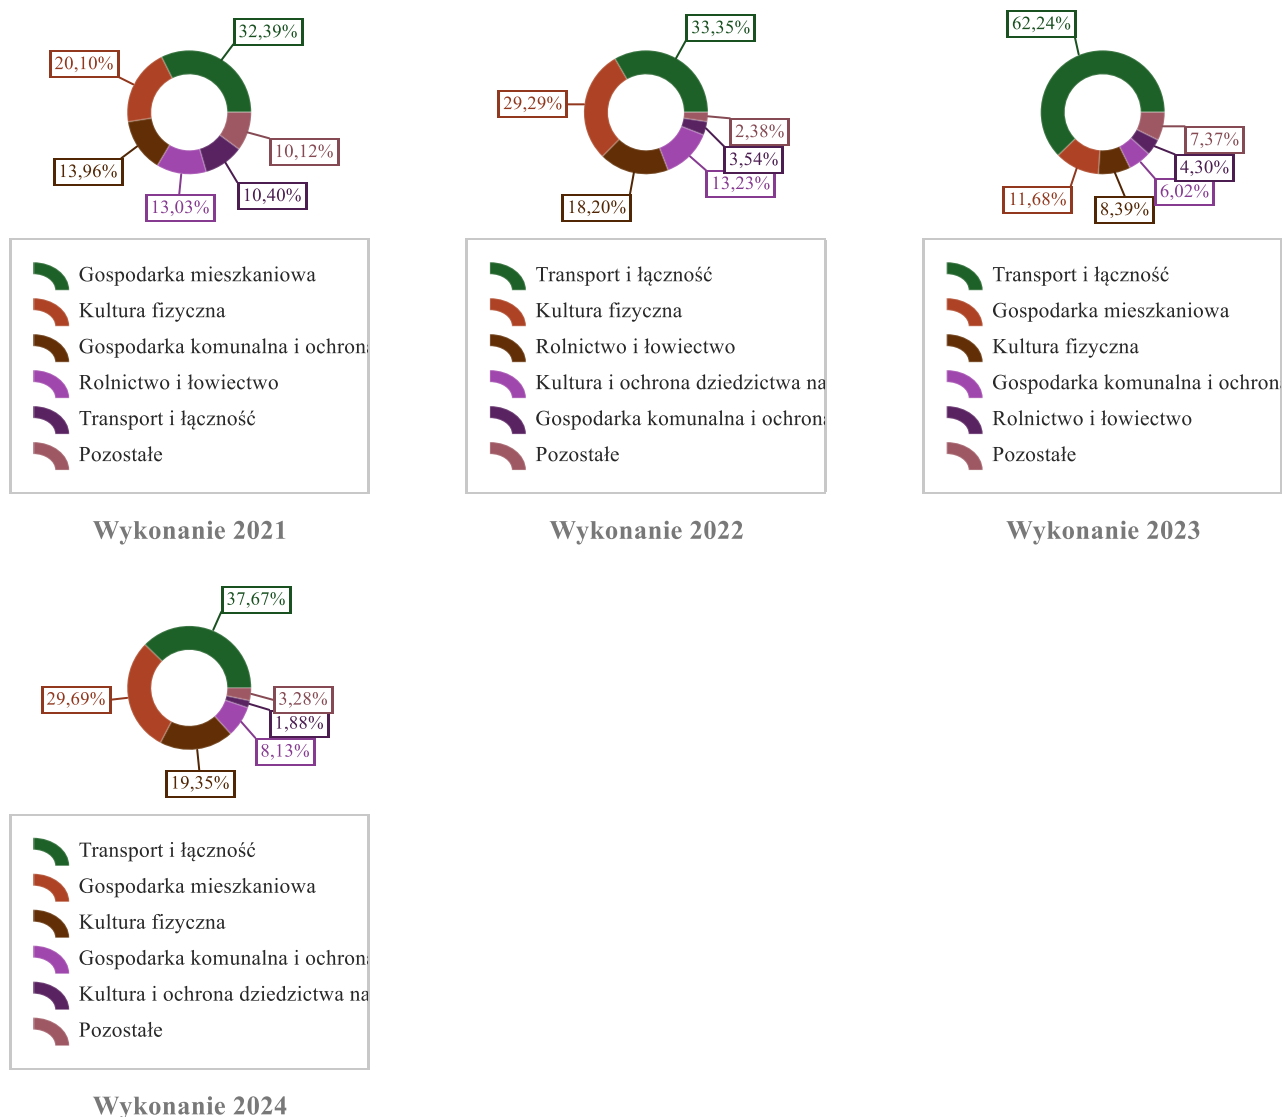 32,39%
20,10%
10,12%
13,96%
10,40%
13,03%
Gospodarka mieszkaniowa
Kultura fizyczna
Gospodarka komunalna i ochron
Rolnictwo i łowiectwo
Transport i łączność
Pozostałe
Wykonanie 2021
33,35%
29,29%
2,38%
3,54%
13,23%
18,20%
Transport i łączność
Kultura fizyczna
Rolnictwo i łowiectwo
Kultura i ochrona dziedzictwa na
Gospodarka komunalna i ochrona
Pozostałe
Wykonanie 2022
62,24%
7,37%
4,30%
6,02%
11,68%
8,39%
Transport i łączność
Gospodarka mieszkaniowa
Kultura fizyczna
Gospodarka komunalna i ochrona
Rolnictwo i łowiectwo
Pozostałe
Wykonanie 2023
37,67%
29,69%
3,28%
1,88%
8,13%
19,35%
Transport i łączność
Gospodarka mieszkaniowa
Kultura fizyczna
Gospodarka komunalna i ochron
Kultura i ochrona dziedzictwa na
Pozostałe
Wykonanie 2024